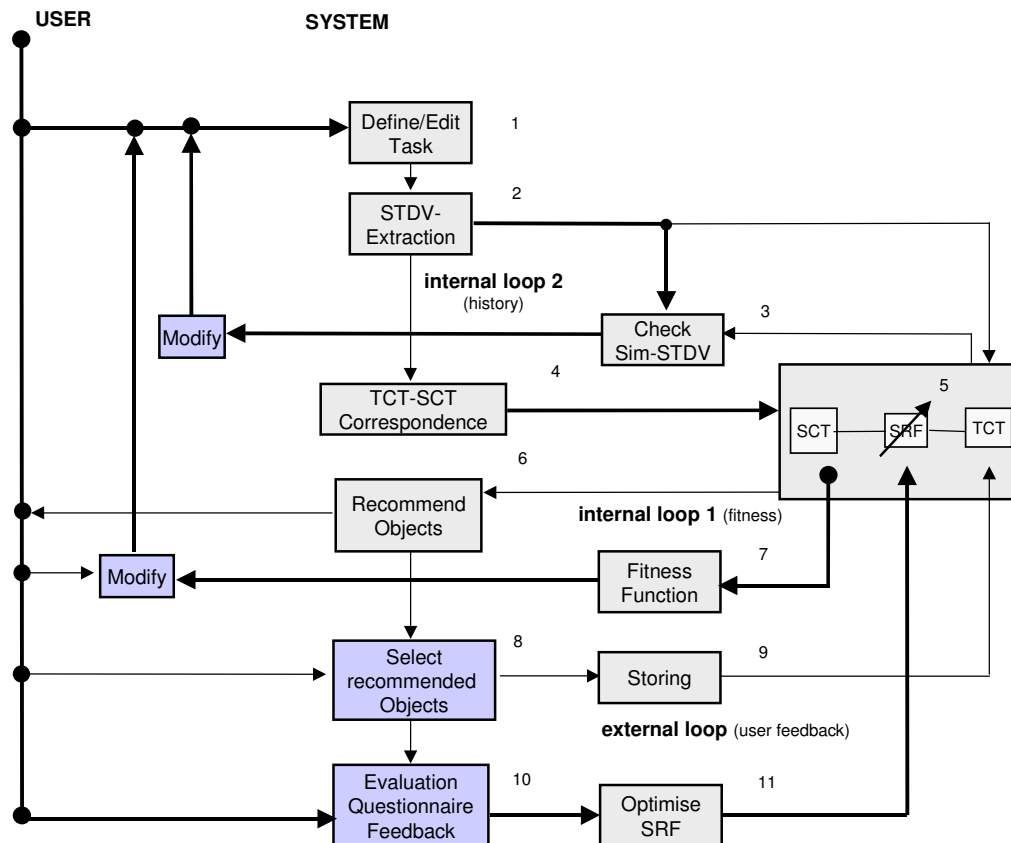 USER
SYSTEM
Define/Edit
Task
1
STDV-
Extraction
2
internal loop 2
(history)
Modify
Check
Sim-STDV
3
TCT-SCT
Correspondence
4
5
SCT
SRF
TCT
6
Recommend
Objects
internal loop 1 (fitness)
Modify
Fitness
Function
7
Select
recommended
Objects
8
Storing
9
external loop (user feedback)
Evaluation
Questionnaire
Feedback
10
Optimise
SRF
11